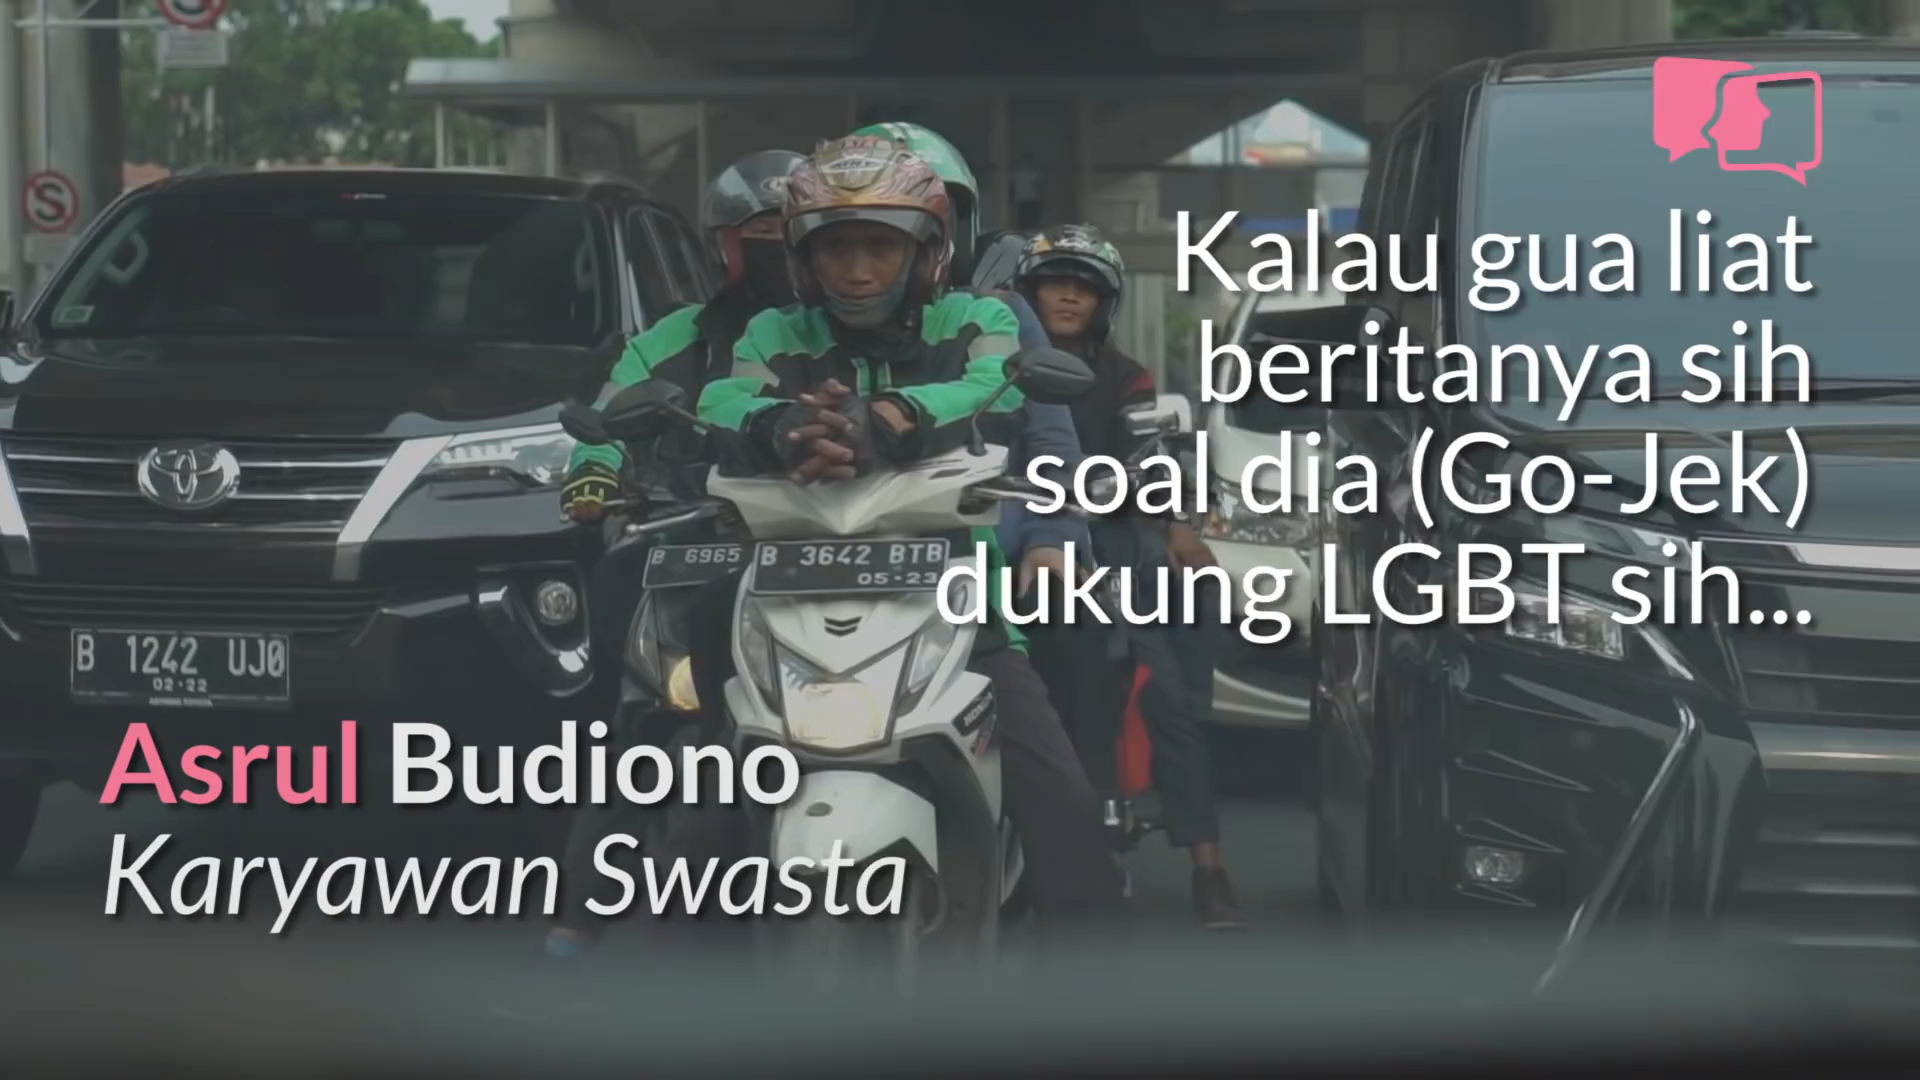 Kalau gua liat
beritanya sih
soal dia (Go-Jek)
dukung LGBT sih...
Asrul Budiono
Karyawan Swasta
B 6965
B 3642 BTB
05-23
B 1242 UJO
02-22
S